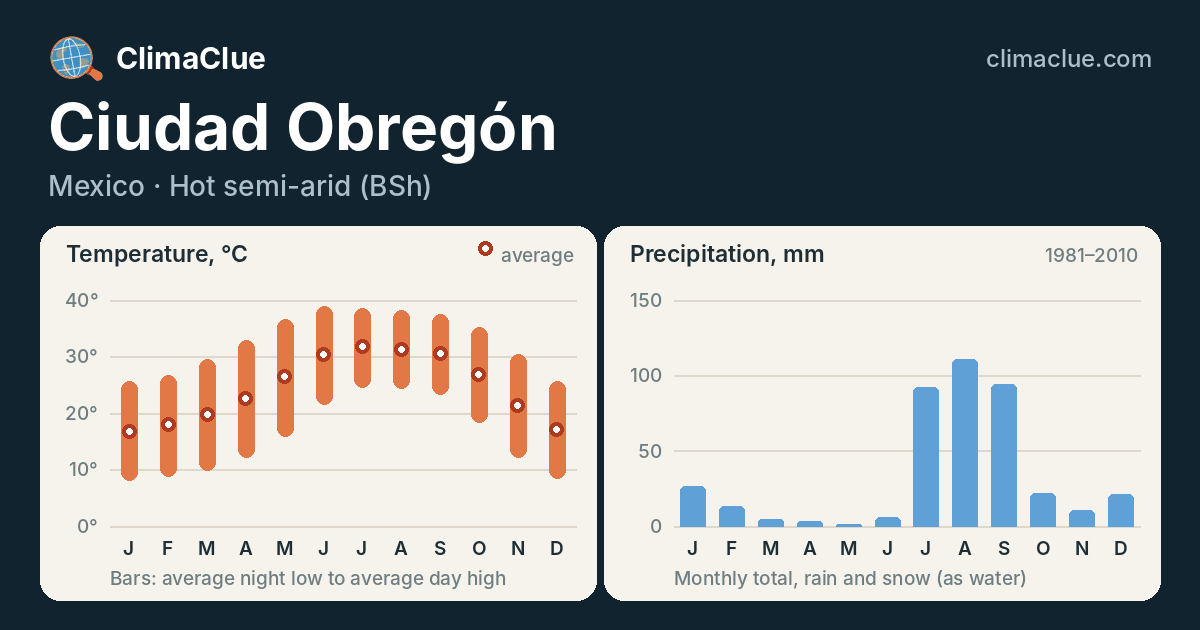 ClimaClue
climaclue.com
Ciudad Obregón
Mexico · Hot semi-arid (BSh)
Temperature, °C
average
40°
30°
20°
10°
0°
J F M A M J J A S O N D
Bars: average night low to average day high
Precipitation, mm
1981–2010
150
100
50
0
J F M A M J J A S O N D
Monthly total, rain and snow (as water)